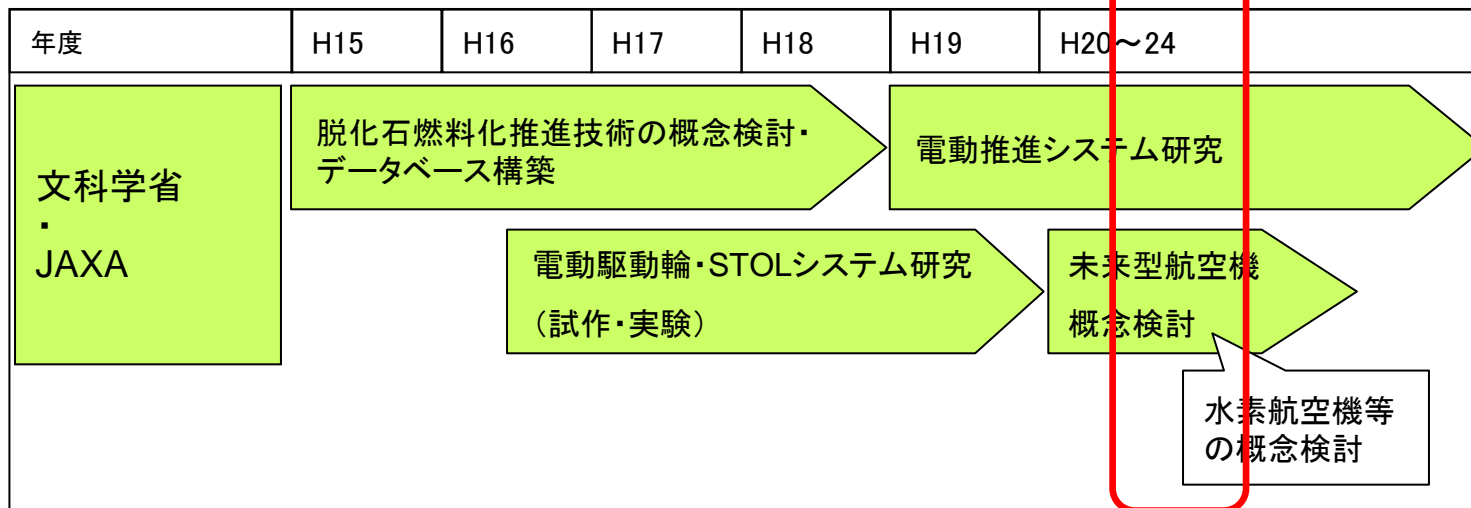 年度 H15 H16 H17 H18 H19 H20～24
文科学省
・
JAXA
脱化石燃料化推進技術の概念検討・
データベース構築
電動推進システム研究
電動駆動輪・STOLシステム研究
（試作・実験）
未来型航空機
概念検討
水素航空機等
の概念検討